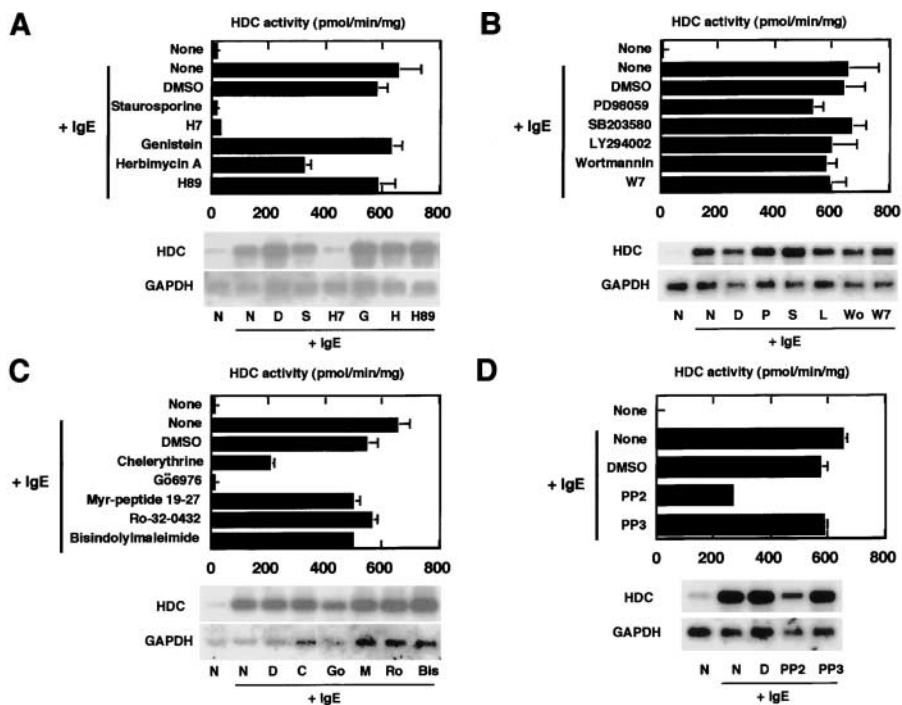 A
HDC activity (pmol/min/mg)
0 200 400 600 800
None
None
DMSO
Staurosporine
H7
Genistein
Herbimycin A
H89
+ IgE
0 200 400 600 800
HDC
GAPDH
N N D S H7 G H H89
+ IgE
B
HDC activity (pmol/min/mg)
None
None
DMSO
PD98059
SB203580
LY294002
Wortmannin
W7
+ IgE
0 200 400 600 800
HDC
GAPDH
N N D P S L Wo W7
+ IgE
C
HDC activity (pmol/min/mg)
None
None
DMSO
Chelerythrine
Gö6976
Myr-peptide 19-27
Ro-32-0432
Bisindolylmaleimide
+ IgE
0 200 400 600 800
HDC
GAPDH
N N D C Go M Ro Bis
+ IgE
D
HDC activity (pmol/min/mg)
None
None
DMSO
PP2
PP3
+ IgE
0 200 400 600 800
HDC
GAPDH
N N D PP2 PP3
+ IgE